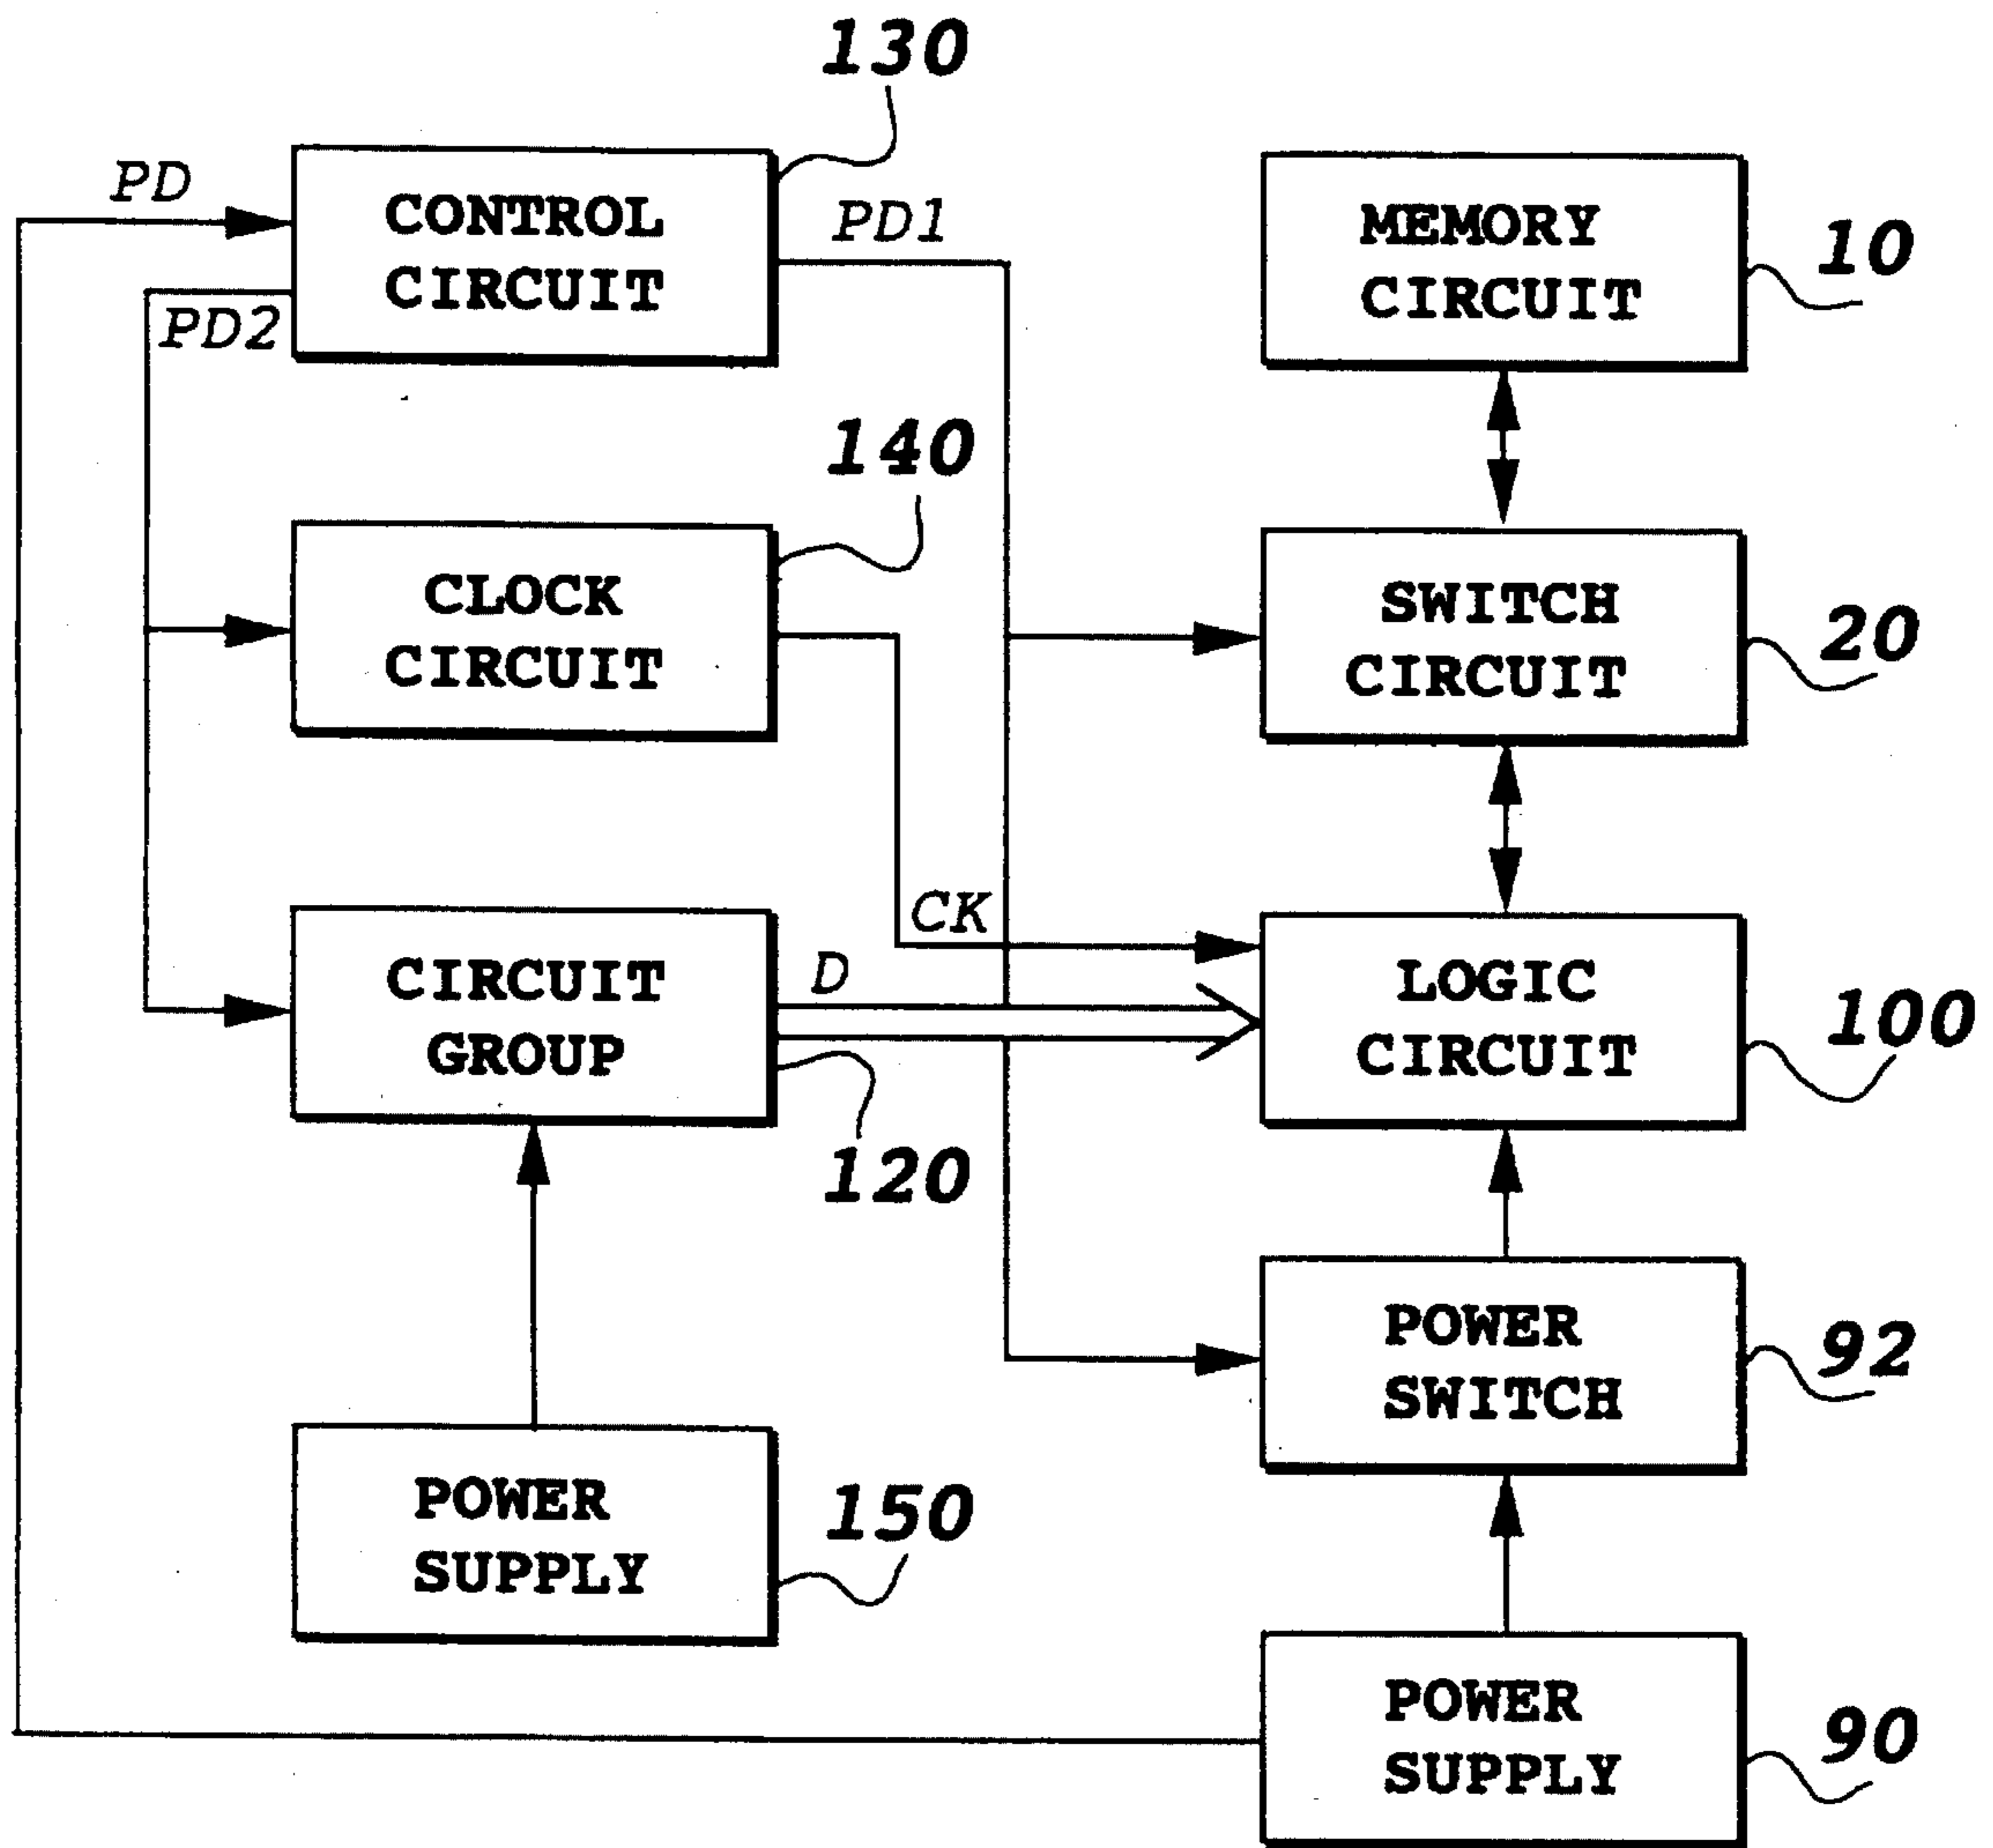 130
PD
CONTROL
CIRCUIT
PD1
PD2
MEMORY
CIRCUIT
10
140
CLOCK
CIRCUIT
SWITCH
CIRCUIT
20
CK
CIRCUIT
GROUP
D
120
LOGIC
CIRCUIT
100
POWER
SWITCH
92
POWER
SUPPLY
150
POWER
SUPPLY
90